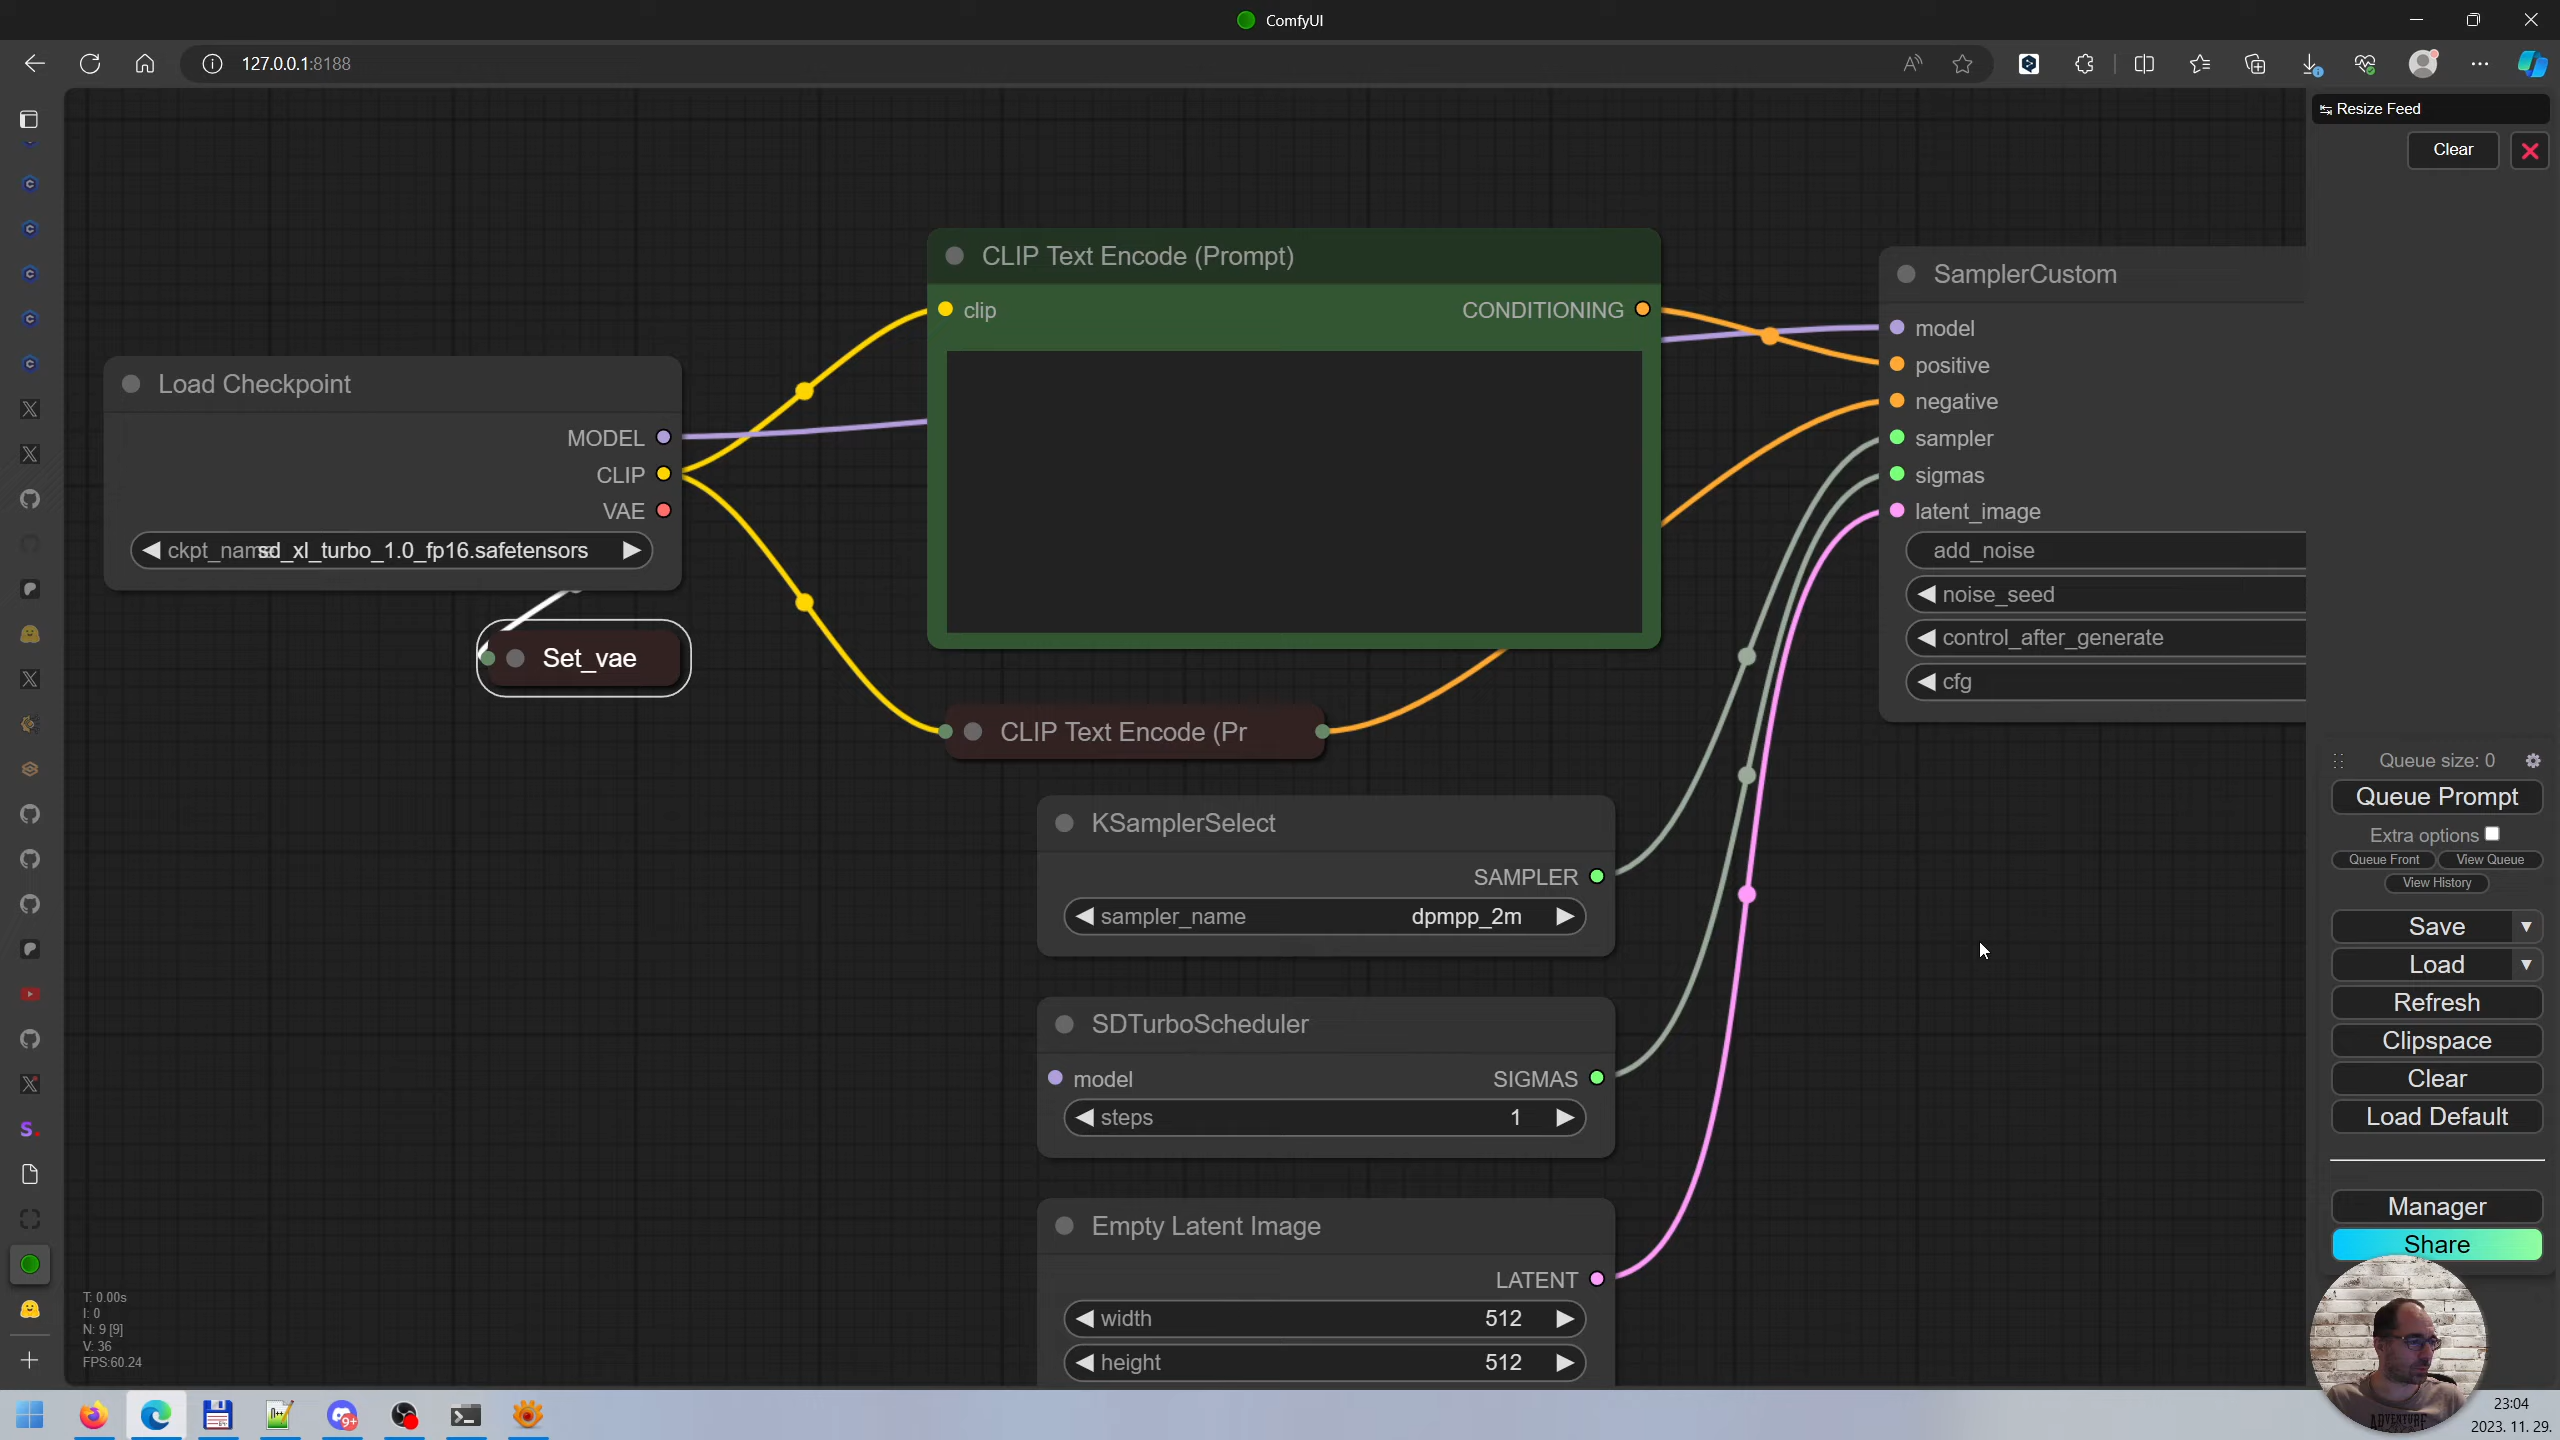 ComfyUI
127.0.0.1:8188
Resize Feed
Clear
CLIP Text Encode (Prompt)
clip
CONDITIONING
SamplerCustom
model
positive
negative
sampler
sigmas
latent_image
add_noise
noise_seed
control_after_generate
cfg
Load Checkpoint
MODEL
CLIP
VAE
ckpt_name
sd_xl_turbo_1.0_fp16.safetensors
Set_vae
CLIP Text Encode (Pr
KSamplerSelect
SAMPLER
sampler_name
dpmpp_2m
SDTurboScheduler
model
SIGMAS
steps
1
Empty Latent Image
LATENT
width
512
height
512
Queue size: 0
Queue Prompt
Extra options
Queue Front
View Queue
View History
Save
Load
Refresh
Clipspace
Clear
Load Default
Manager
Share
T: 0.00s
I: 0
N: 9 [9]
V: 36
FPS:60.24
9+
ADVENTURE
23:04
2023. 11. 29.